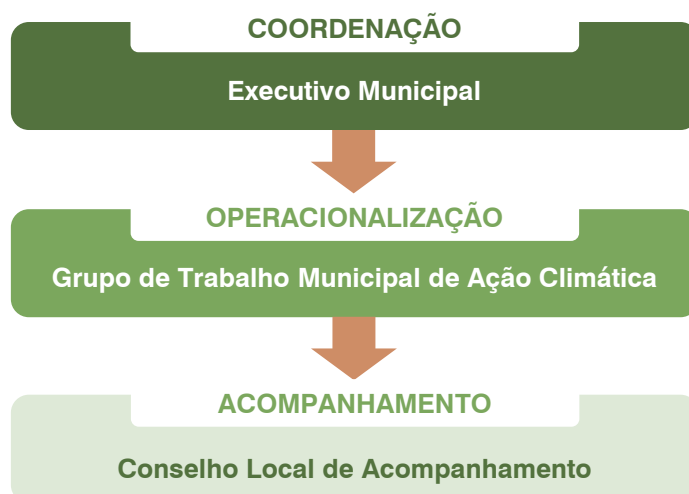 COORDENAÇÃO
Executivo Municipal
OPERACIONALIZAÇÃO
Grupo de Trabalho Municipal de Ação Climática
ACOMPANHAMENTO
Conselho Local de Acompanhamento